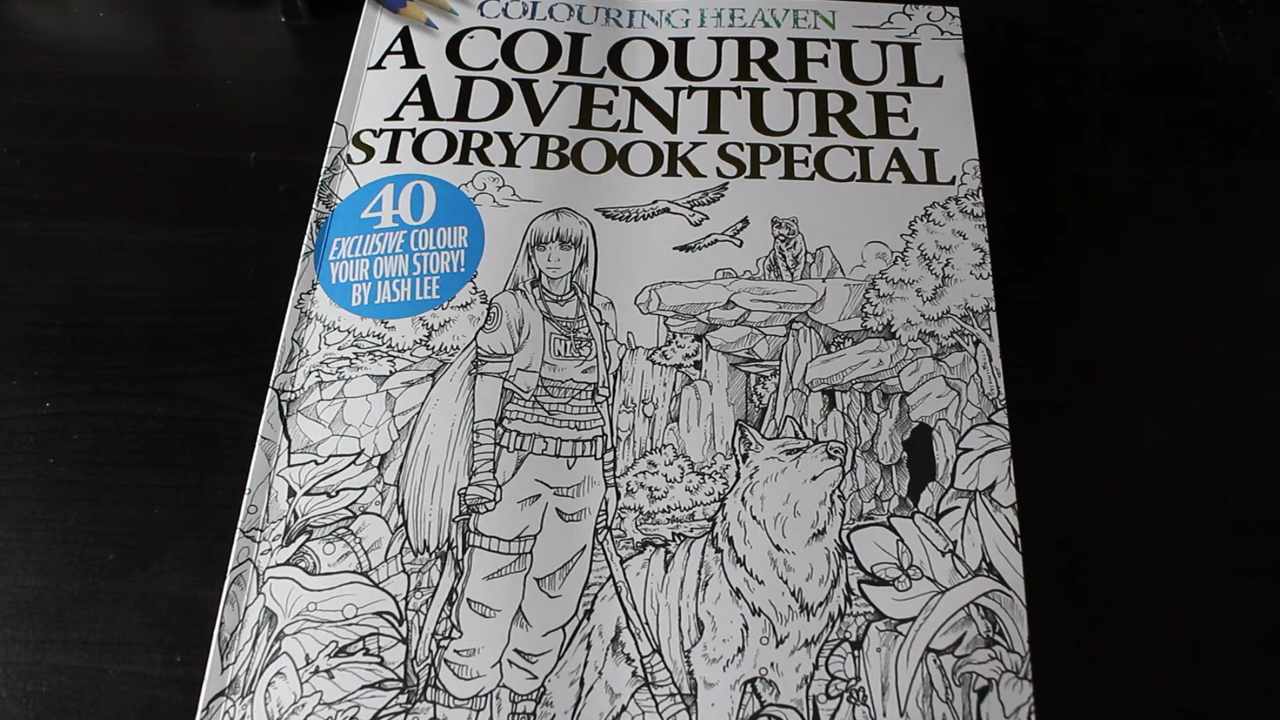 COLOURING HEAVEN
A COLOURFUL
ADVENTURE
STORYBOOK SPECIAL
40
EXCLUSIVE COLOUR
YOUR OWN STORY!
BY JASH LEE